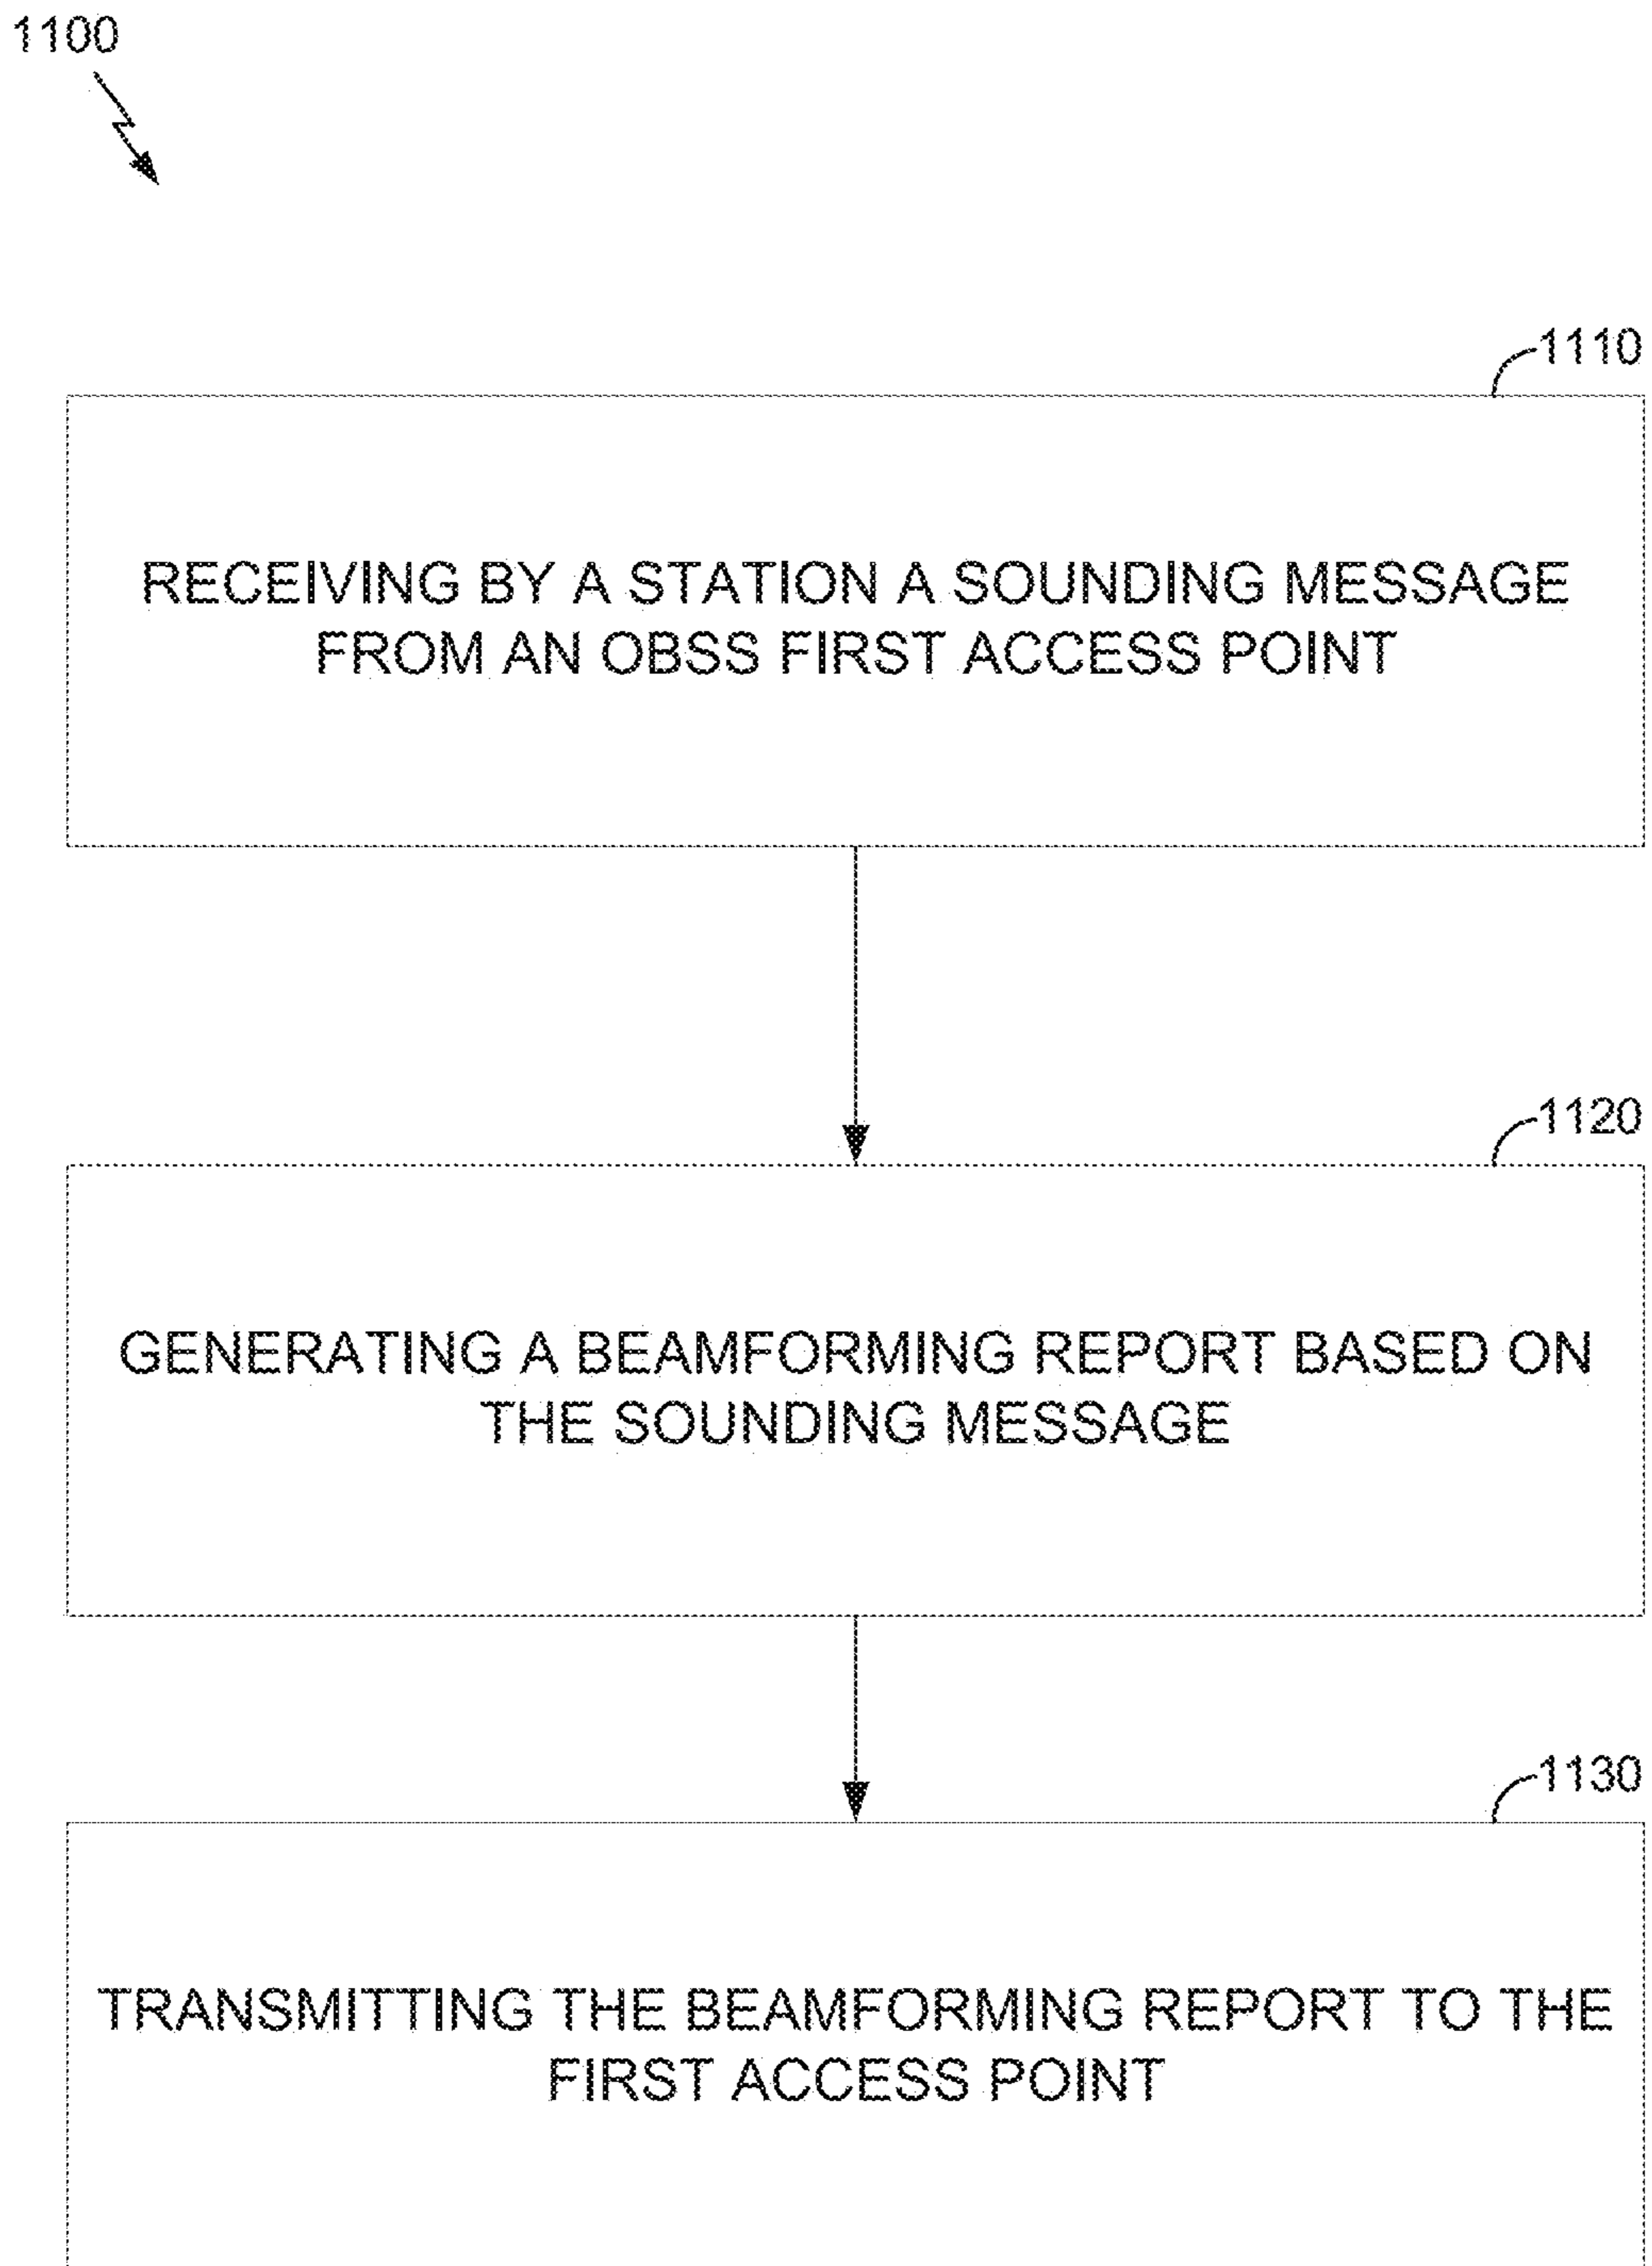 1100
1110
RECEIVING BY A STATION A SOUNDING MESSAGE
FROM AN OBSS FIRST ACCESS POINT
1120
GENERATING A BEAMFORMING REPORT BASED ON
THE SOUNDING MESSAGE
1130
TRANSMITTING THE BEAMFORMING REPORT TO THE
FIRST ACCESS POINT